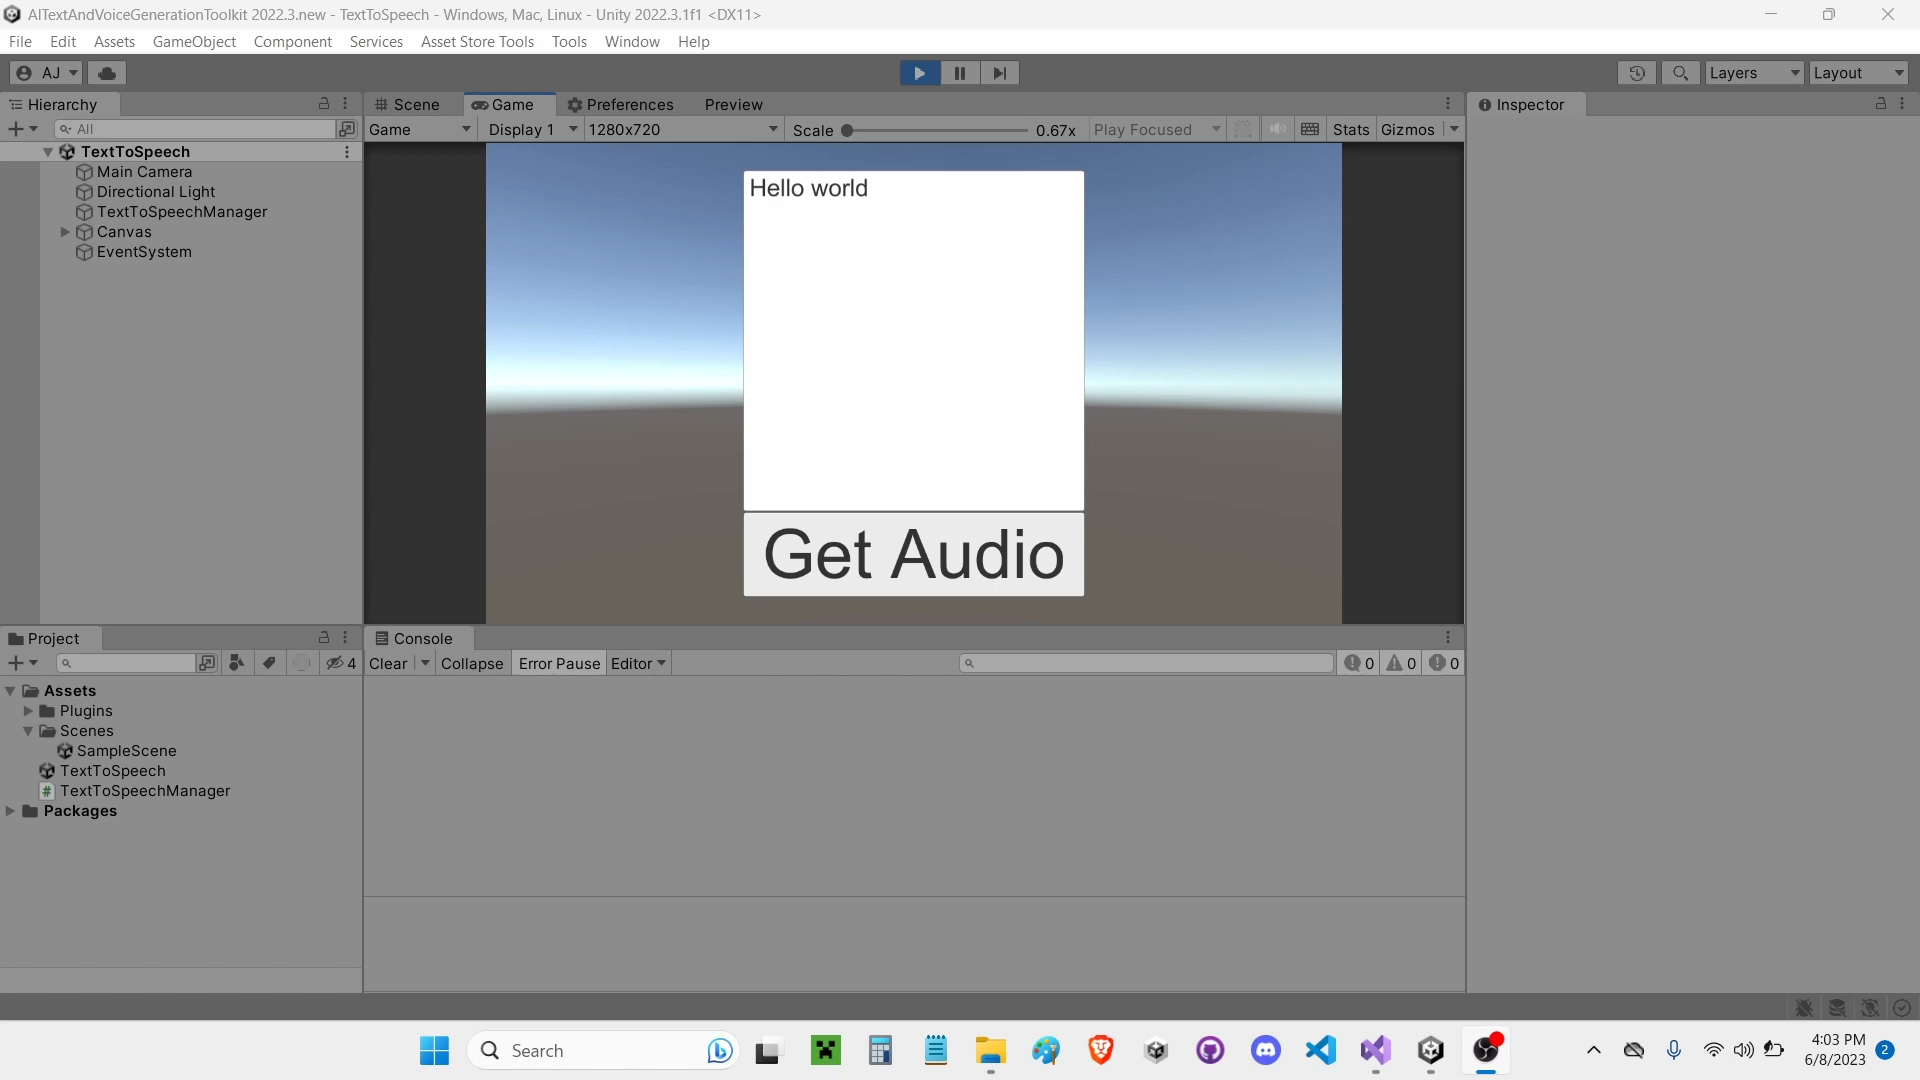 AITextAndVoiceGenerationToolkit 2022.3.new - TextToSpeech - Windows, Mac, Linux - Unity 2022.3.1f1 <DX11>
File Edit Assets GameObject Component Services Asset Store Tools Tools Window Help
AJ Layers Layout
Hierarchy Scene Game Preferences Preview Inspector
All Game Display 1 1280x720 Scale 0.67x Play Focused Stats Gizmos
TextToSpeech
Main Camera
Directional Light
TextToSpeechManager
Canvas
EventSystem
Hello world
Get Audio
Project Console
4 Clear Collapse Error Pause Editor 0 0 0
Assets
Plugins
Scenes
SampleScene
TextToSpeech
TextToSpeechManager
Packages
Search
4:03 PM
6/8/2023
2